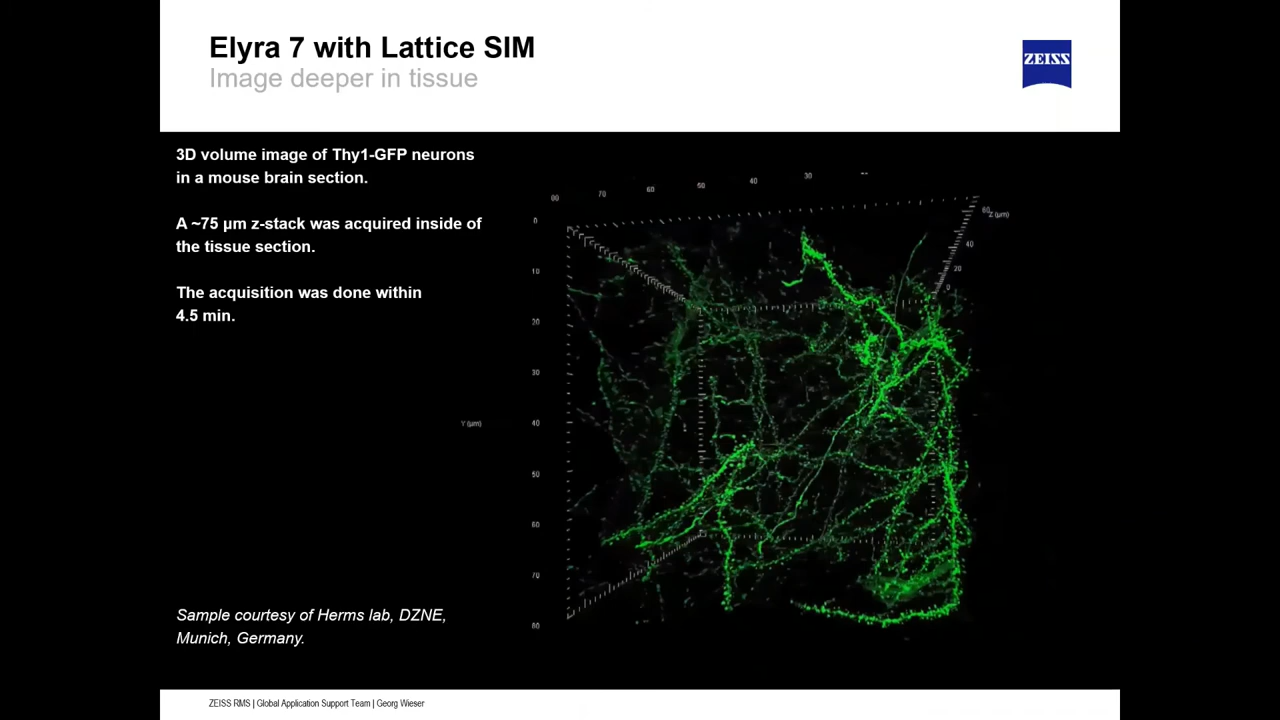 Elyra 7 with Lattice SIM
Image deeper in tissue
ZEISS
3D volume image of Thy1-GFP neurons
in a mouse brain section.
A ~75 µm z-stack was acquired inside of
the tissue section.
The acquisition was done within
4.5 min.
70
60
50
40
30
0
10
20
30
40
50
60
70
80
Y (µm)
Z (µm)
40
20
0
Sample courtesy of Herms lab, DZNE,
Munich, Germany.
ZEISS RMS | Global Application Support Team | Georg Wieser